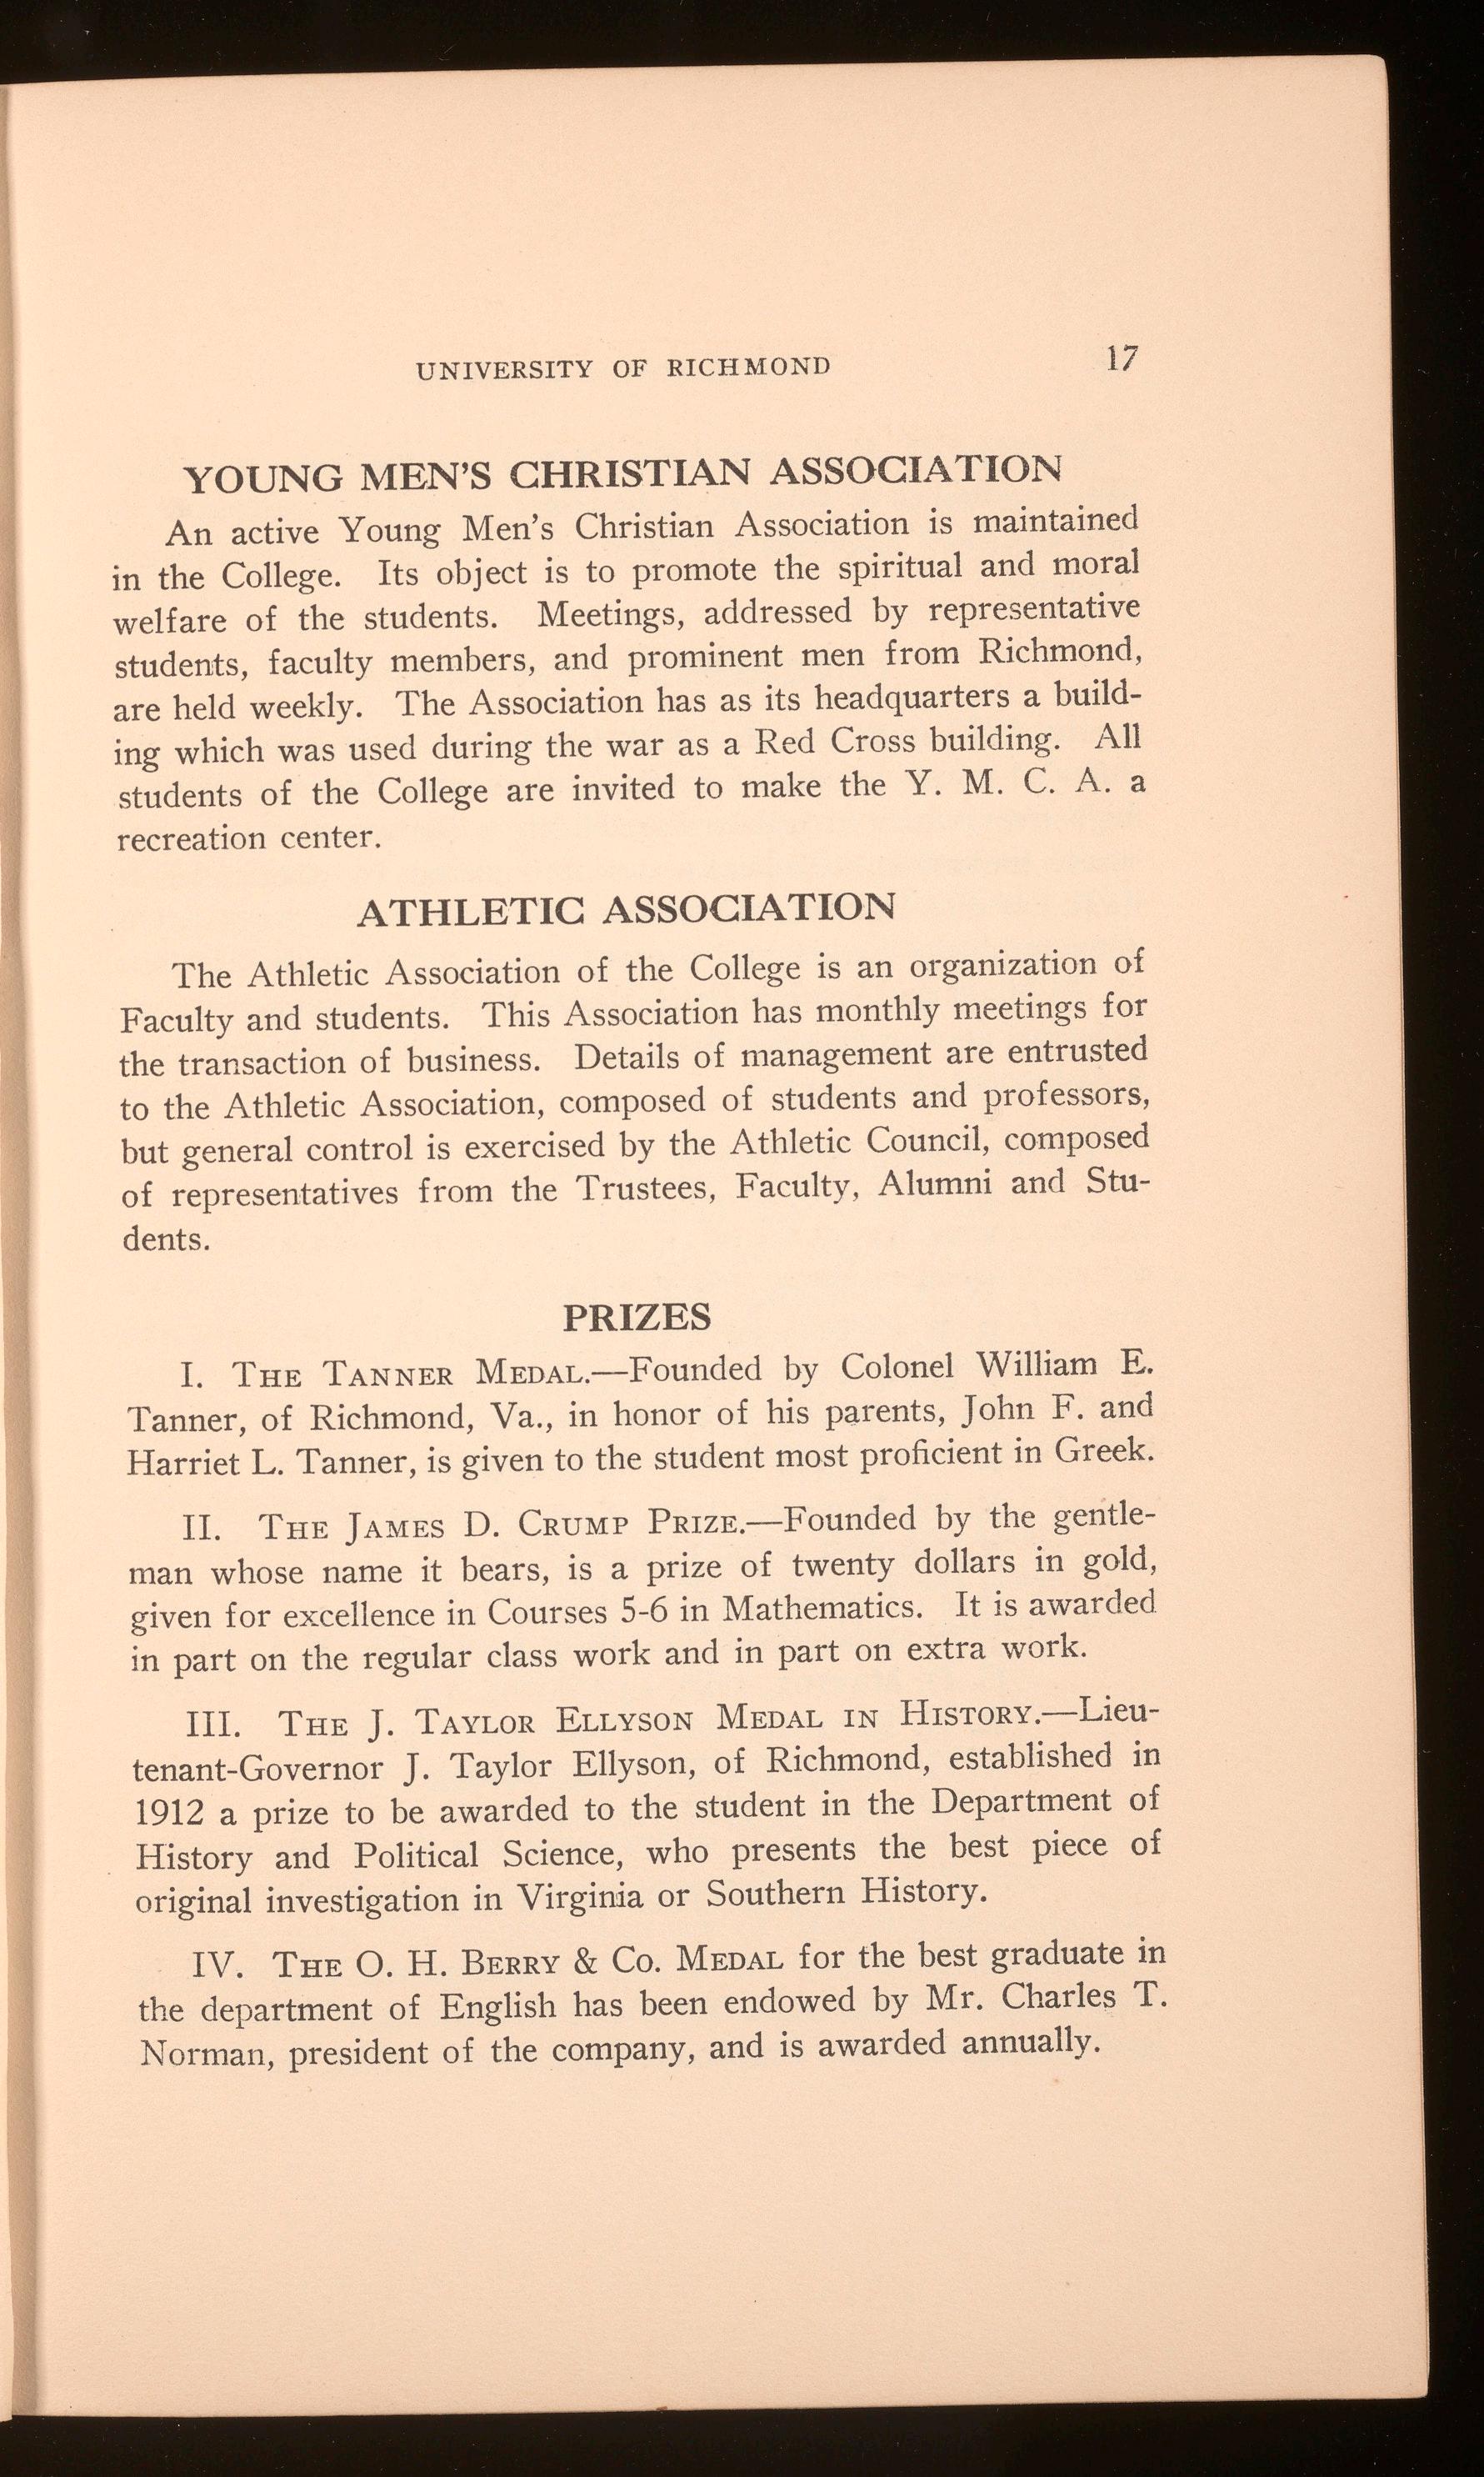 UNIVERSITY OF RICHMOND 17
YOUNG MEN'S CHRISTIAN ASSOCIATION
An active Young Men's Christian Association is maintained
in the College. Its object is to promote the spiritual and moral
welfare of the students. Meetings, addressed by representative
students, faculty members, and prominent men from Richmond,
are held weekly. The Association has as its headquarters a build-
ing which was used during the war as a Red Cross building. All
students of the College are invited to make the Y. M. C. A. a
recreation center.
ATHLETIC ASSOCIATION
The Athletic Association of the College is an organization of
Faculty and students. This Association has monthly meetings for
the transaction of business. Details of management are entrusted
to the Athletic Association, composed of students and professors,
but general control is exercised by the Athletic Council, composed
of representatives from the Trustees, Faculty, Alumni and Stu-
dents.
PRIZES
I. THE TANNER MEDAL.—Founded by Colonel William E.
Tanner, of Richmond, Va., in honor of his parents, John F. and
Harriet L. Tanner, is given to the student most proficient in Greek.
II. THE JAMES D. CRUMP PRIZE.—Founded by the gentle-
man whose name it bears, is a prize of twenty dollars in gold,
given for excellence in Courses 5-6 in Mathematics. It is awarded
in part on the regular class work and in part on extra work.
III. THE J. TAYLOR ELLYSON MEDAL IN HISTORY.—Lieu-
tenant-Governor J. Taylor Ellyson, of Richmond, established in
1912 a prize to be awarded to the student in the Department of
History and Political Science, who presents the best piece of
original investigation in Virginia or Southern History.
IV. THE O. H. BERRY & CO. MEDAL for the best graduate in
the department of English has been endowed by Mr. Charles T.
Norman, president of the company, and is awarded annually.